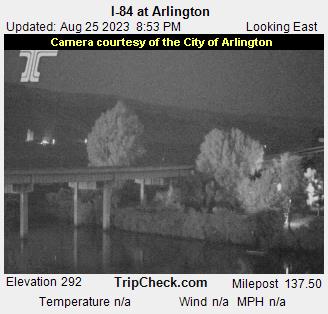 I-84 at Arlington
Updated: Aug 25 2023 8:53 PM Looking East
Camera courtesy of the City of Arlington
Elevation 292 TripCheck.com Milepost 137.50
Temperature n/a Wind n/a MPH n/a